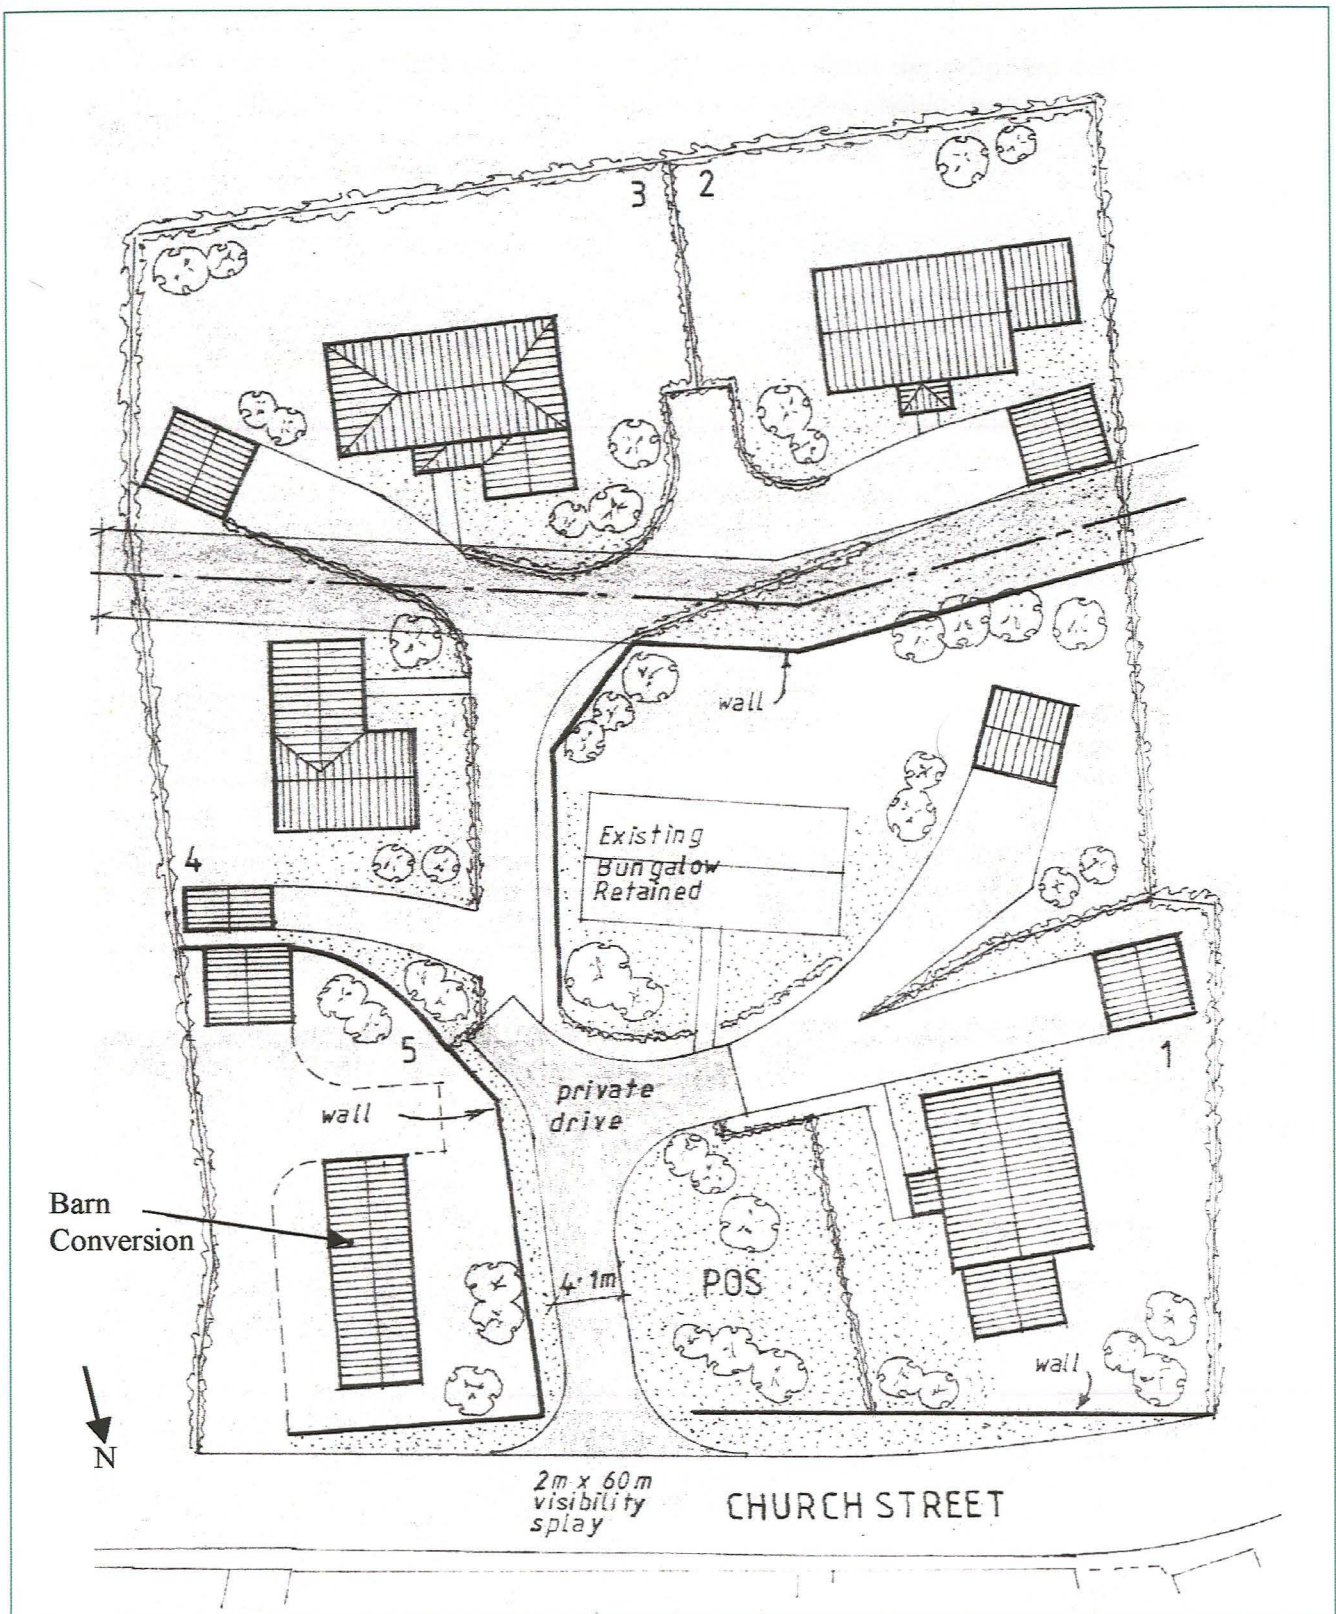 3
2
wall
Existing
Bungalow
Retained
4
5
1
private
drive
wall
Barn
Conversion
4.1m
POS
wall
N
2m x 60m
visibility
splay
CHURCH STREET